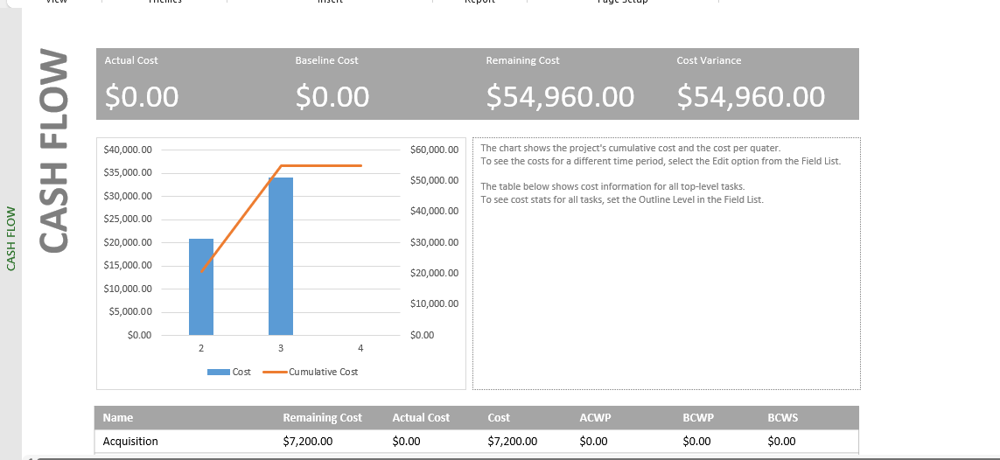 CASH FLOW
CASH FLOW
Actual Cost Baseline Cost Remaining Cost Cost Variance
$0.00 $0.00 $54,960.00 $54,960.00
$40,000.00
$35,000.00
$30,000.00
$25,000.00
$20,000.00
$15,000.00
$10,000.00
$5,000.00
$0.00
$60,000.00
$50,000.00
$40,000.00
$30,000.00
$20,000.00
$10,000.00
$0.00
2 3 4
Cost Cumulative Cost
The chart shows the project's cumulative cost and the cost per quater.
To see the costs for a different time period, select the Edit option from the Field List.
The table below shows cost information for all top-level tasks.
To see cost stats for all tasks, set the Outline Level in the Field List.
Name Remaining Cost Actual Cost Cost ACWP BCWP BCWS
Acquisition $7,200.00 $0.00 $7,200.00 $0.00 $0.00 $0.00